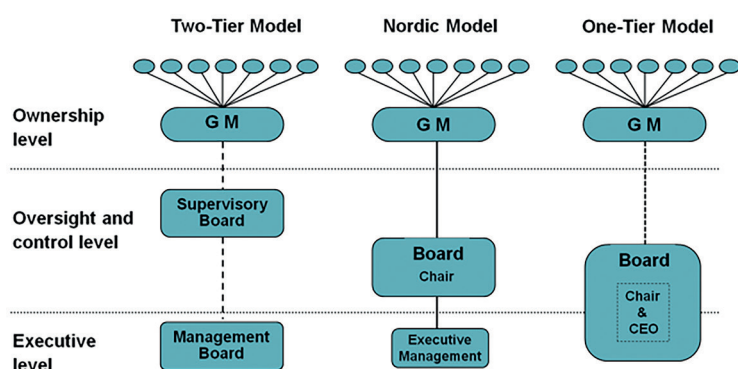 Two-Tier Model
Nordic Model
One-Tier Model
Ownership
level
G M
G M
G M
Oversight and
control level
Supervisory
Board
Board
Chair
Board
Chair
&
CEO
Executive
level
Management
Board
Executive
Management